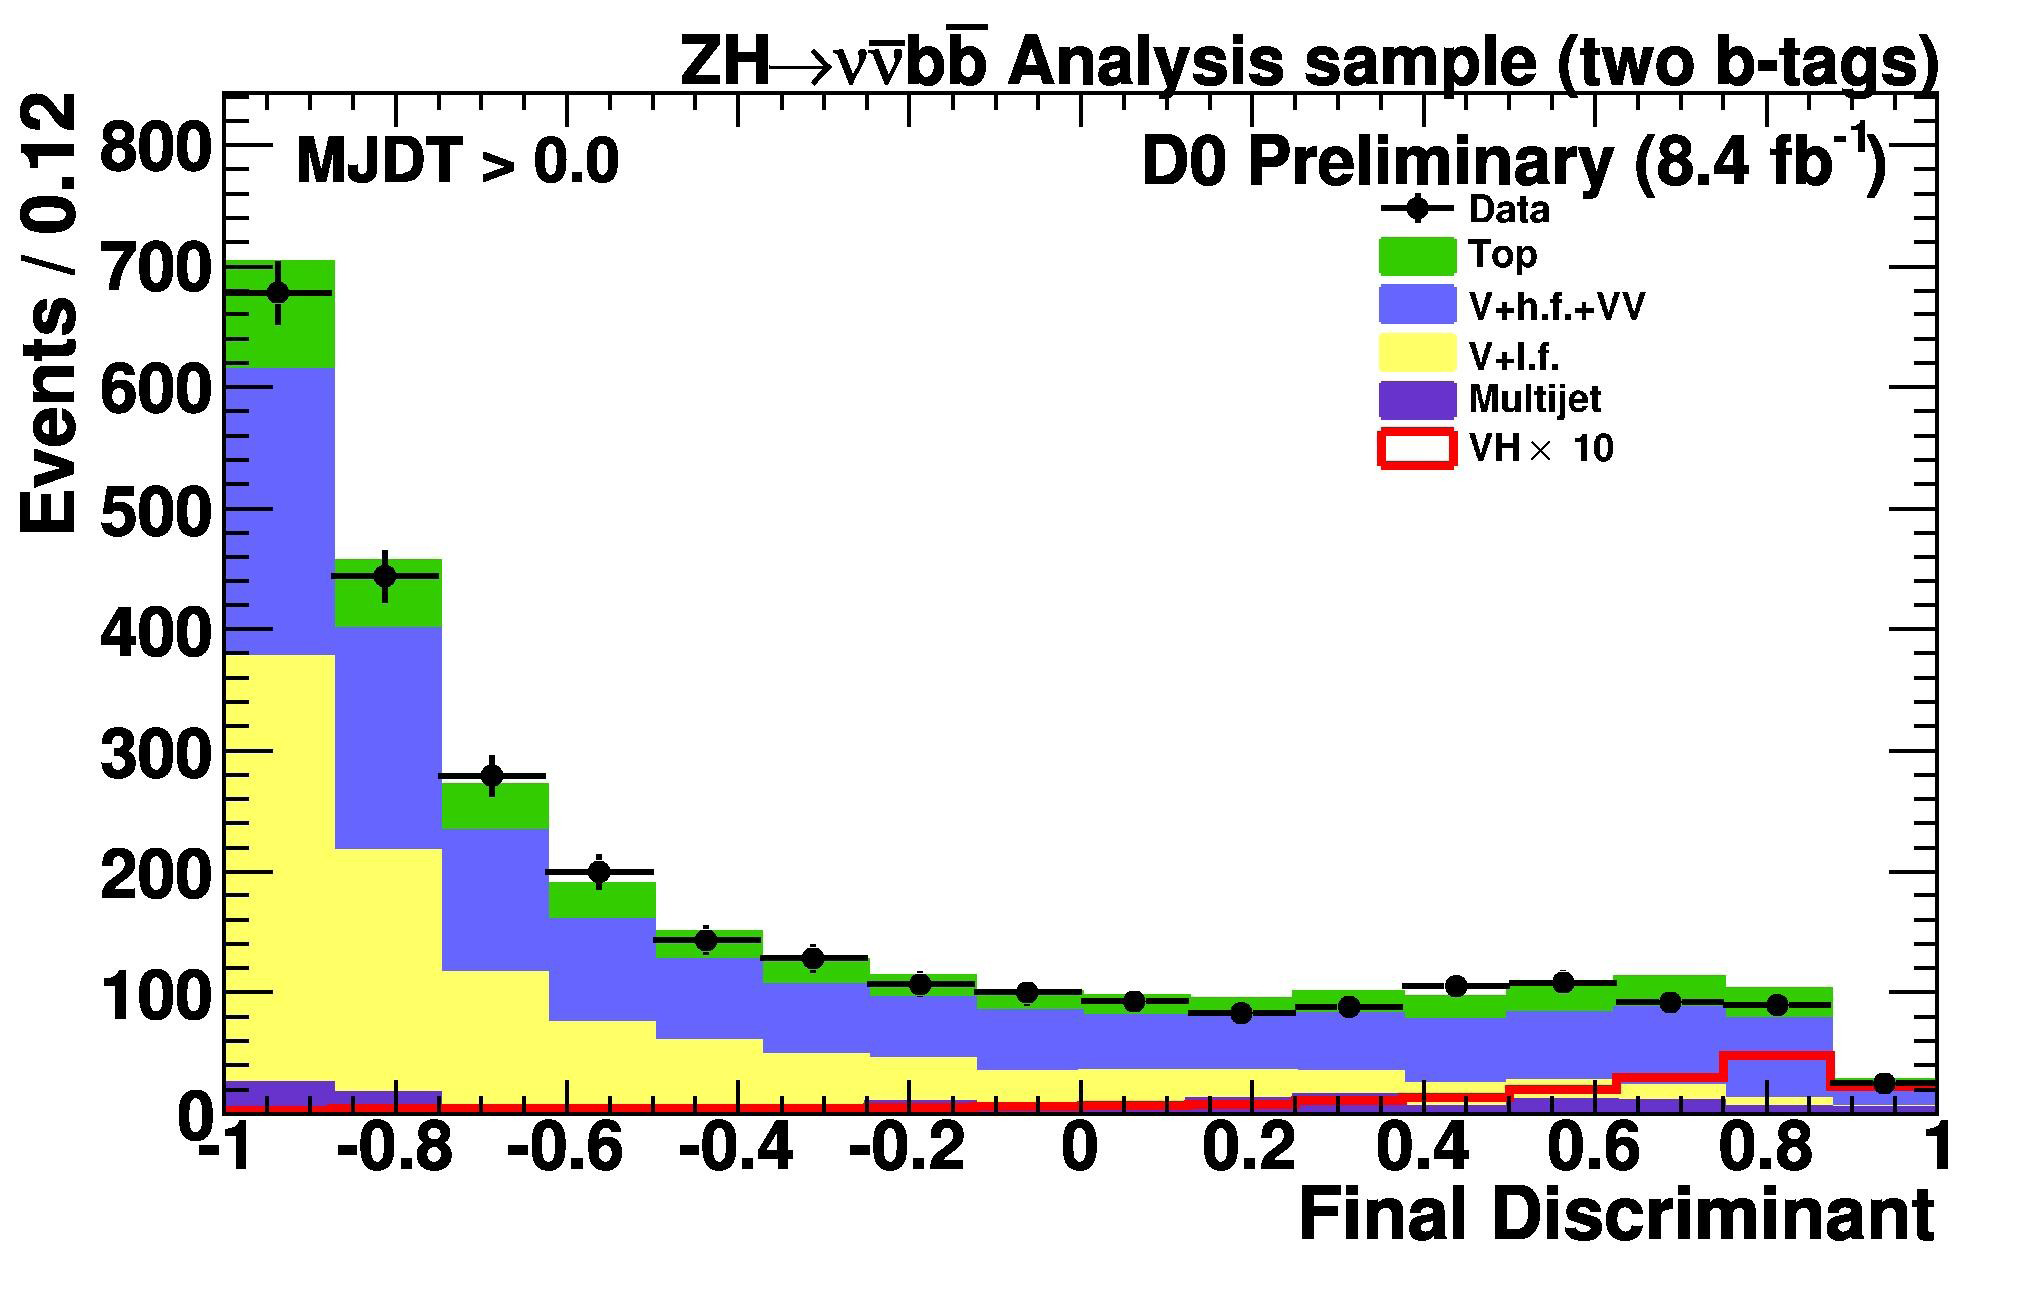 ZH→νν̅bb̅ Analysis sample (two b-tags)
MJDT > 0.0
D0 Preliminary (8.4 fb⁻¹)
Data
Top
V+h.f.+VV
V+l.f.
Multijet
VH× 10
Events / 0.12
800
700
600
500
400
300
200
100
0
-1 -0.8 -0.6 -0.4 -0.2 0 0.2 0.4 0.6 0.8 1
Final Discriminant